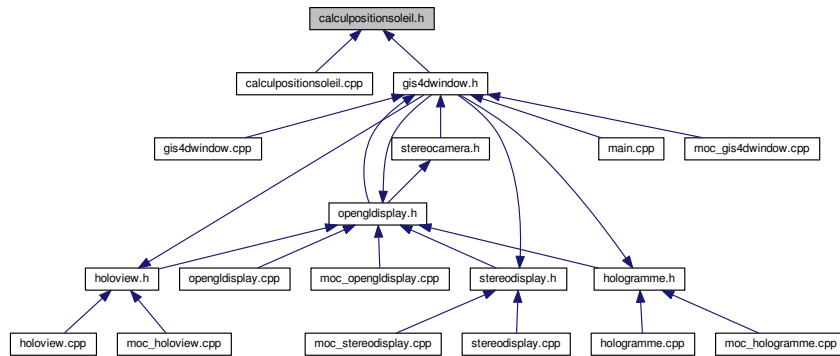 calculpositionsoleil.h
calculpositionsoleil.cpp
gis4dwindow.h
gis4dwindow.cpp
stereocamera.h
main.cpp
moc_gis4dwindow.cpp
opengldisplay.h
holoview.h
opengldisplay.cpp
moc_opengldisplay.cpp
stereodisplay.h
hologramme.h
holoview.cpp
moc_holoview.cpp
moc_stereodisplay.cpp
stereodisplay.cpp
hologramme.cpp
moc_hologramme.cpp